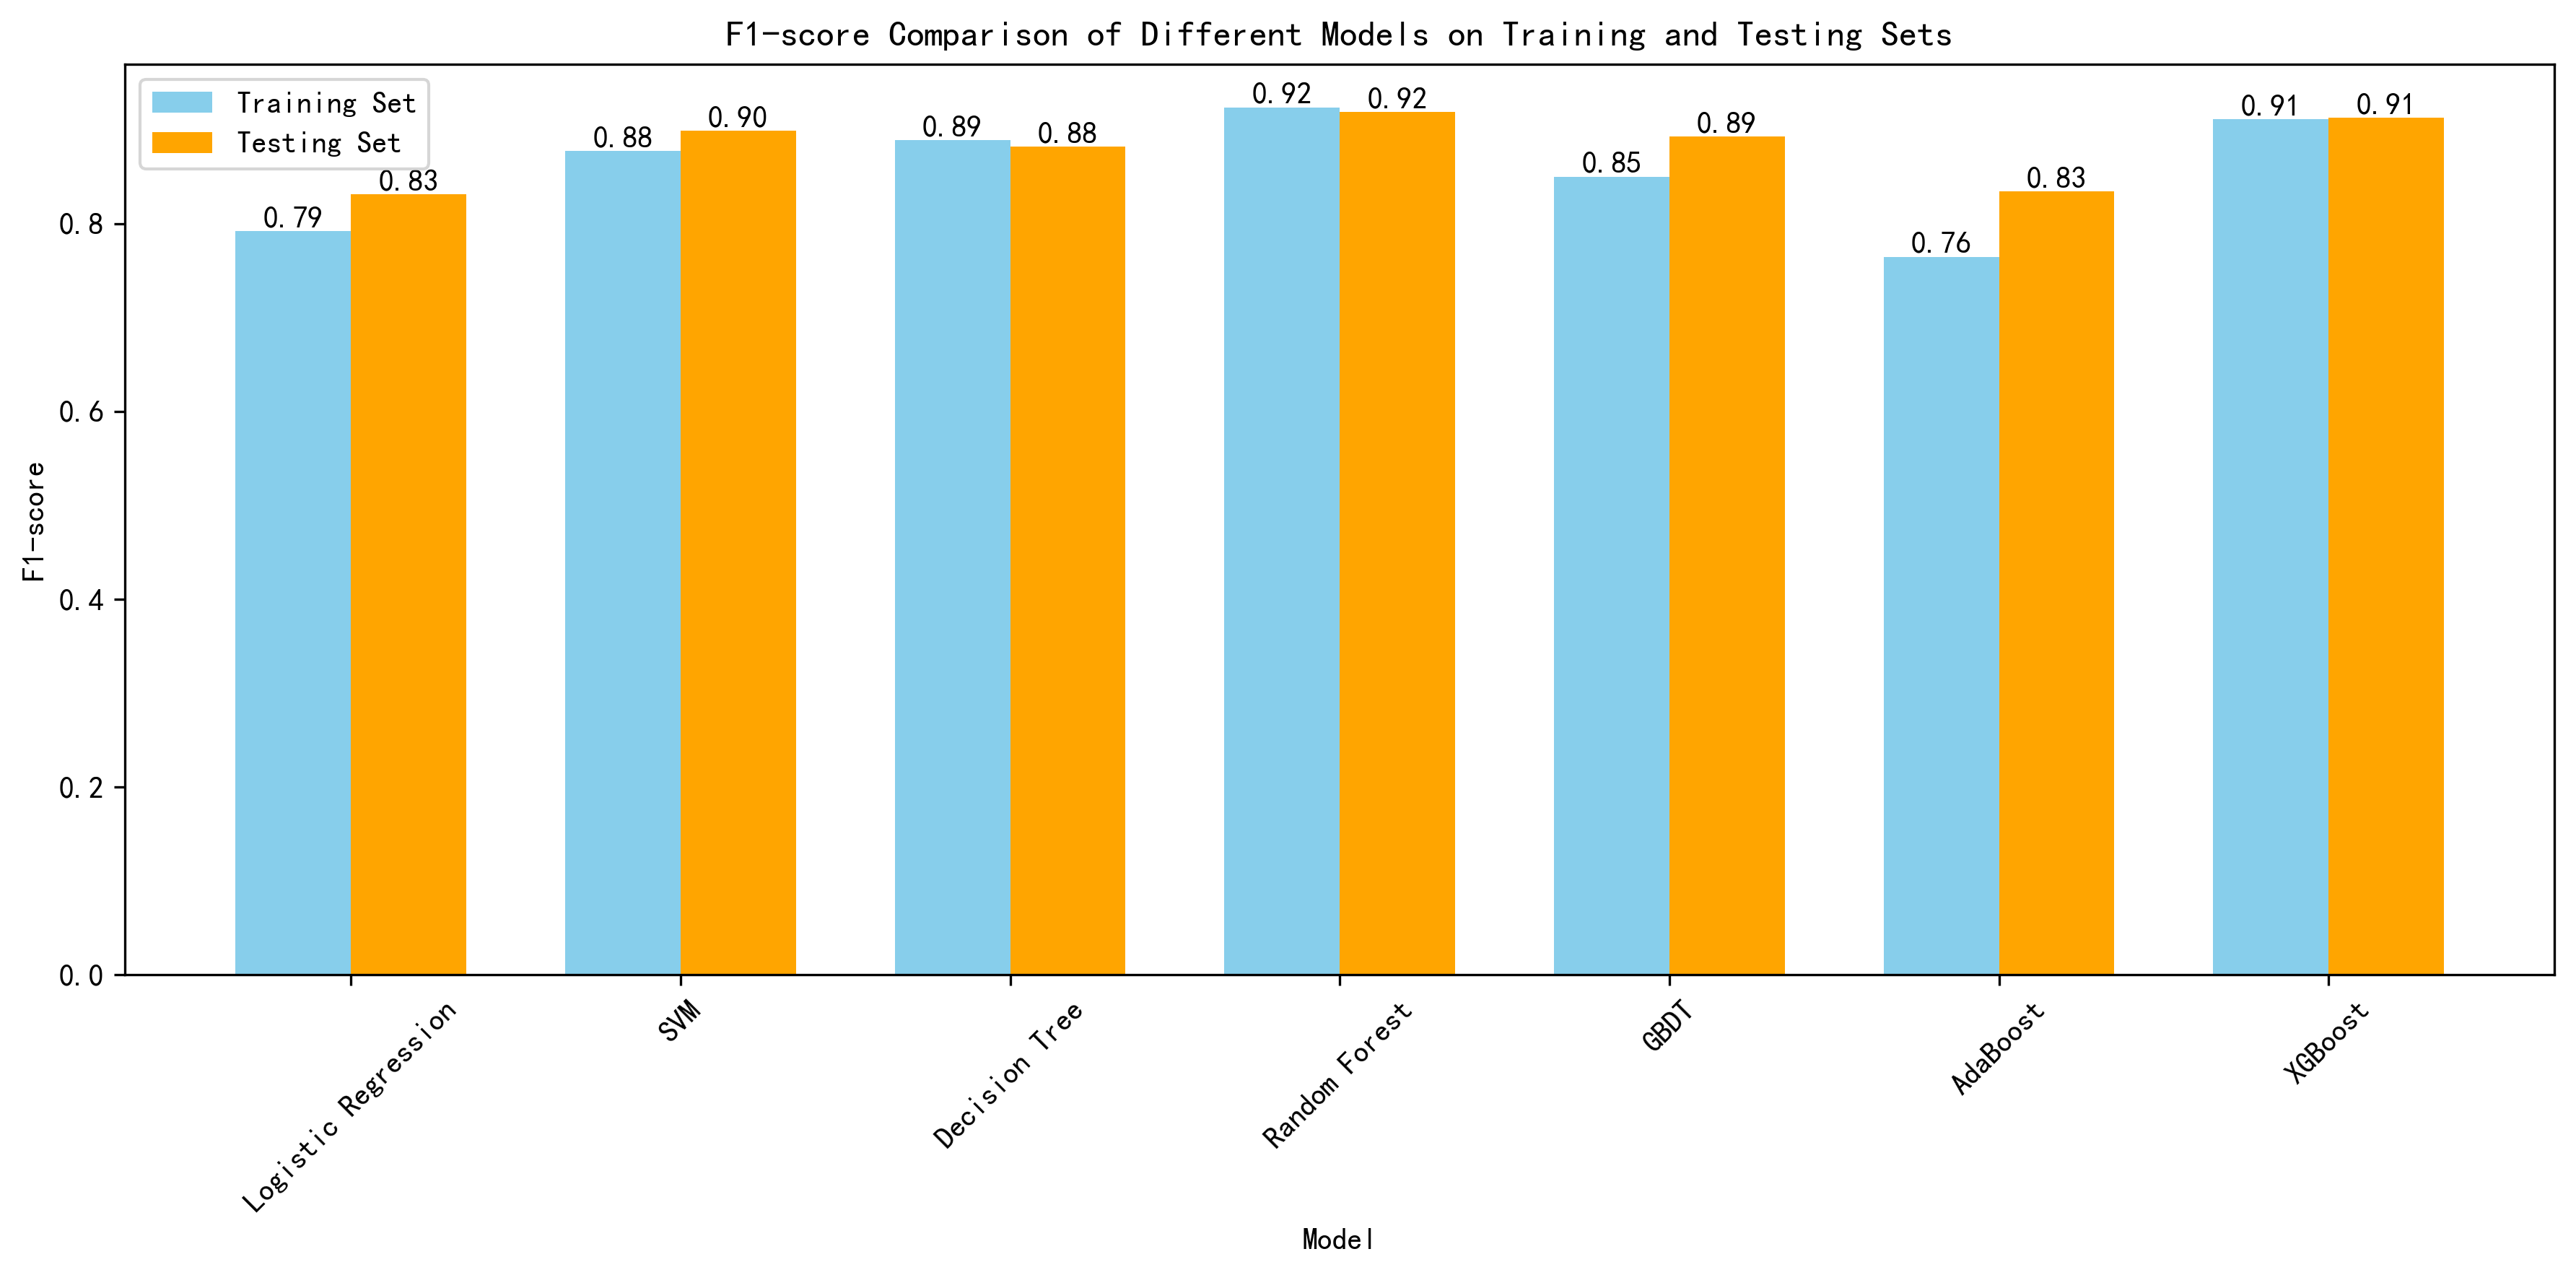 F1-score Comparison of Different Models on Training and Testing Sets
Training Set
Testing Set
0.79
0.83
0.88
0.90
0.89
0.88
0.92
0.92
0.85
0.89
0.76
0.83
0.91
0.91
F1-score
0.8
0.6
0.4
0.2
0.0
Logistic Regression
SVM
Decision Tree
Random Forest
GBDT
AdaBoost
XGBoost
Model